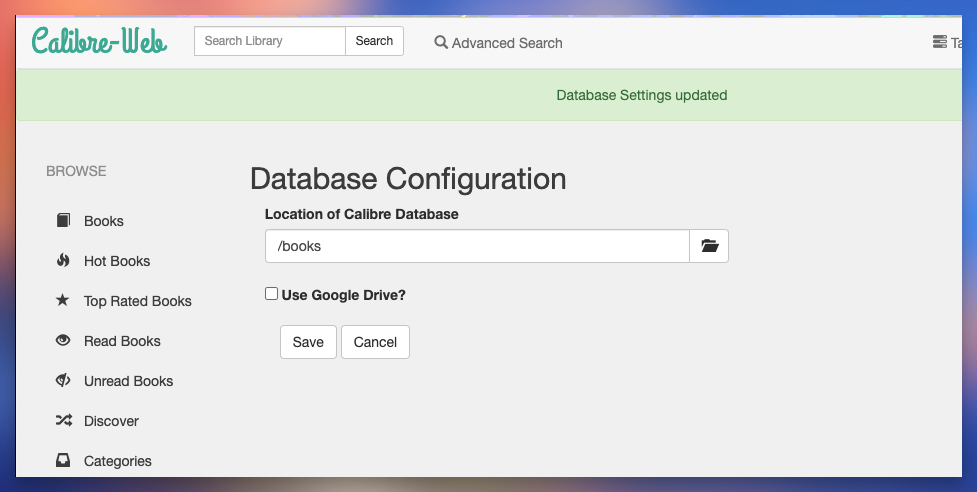 Calibre-Web
Search Library
Search
Advanced Search
Database Settings updated
BROWSE
Books
Hot Books
Top Rated Books
Read Books
Unread Books
Discover
Categories
Database Configuration
Location of Calibre Database
/books
Use Google Drive?
Save
Cancel